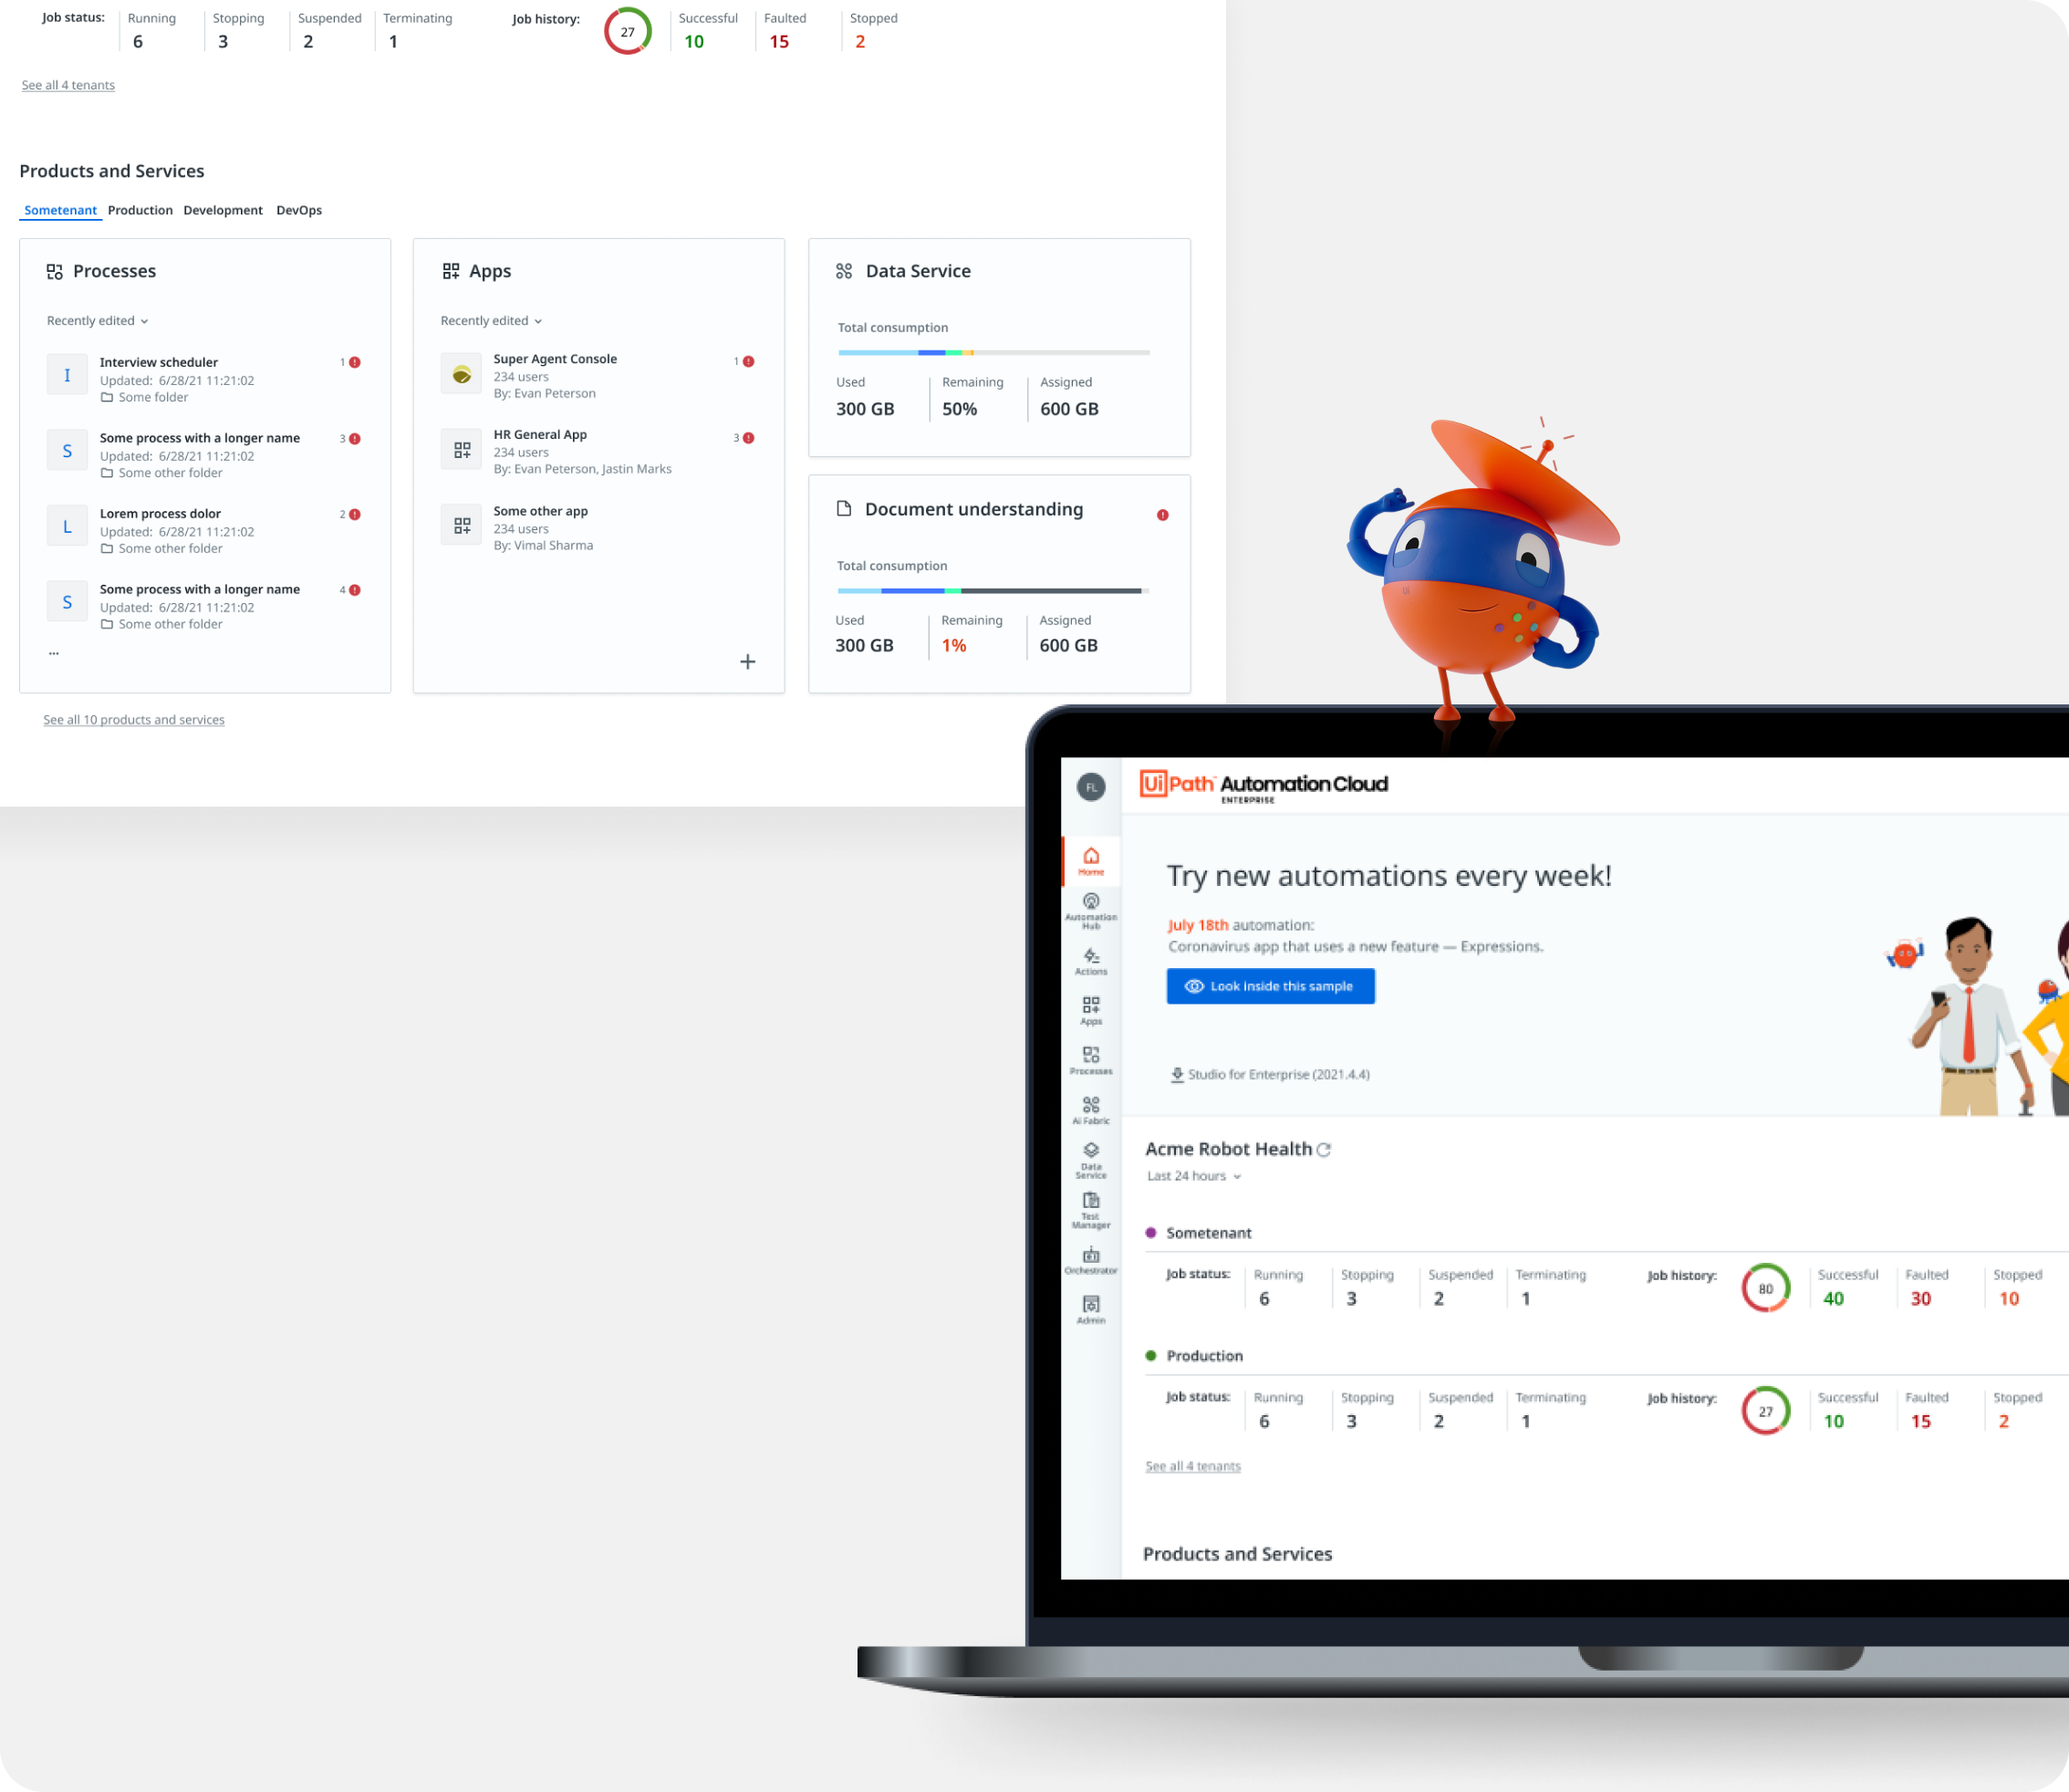 Job status: Running Stopping Suspended Terminating Job history: 27 Successful Faulted Stopped
6 3 2 1 10 15 2
See all 4 tenants
Products and Services
Sometenant Production Development DevOps
Processes
Recently edited
I Interview scheduler 1
Updated: 6/28/21 11:21:02
Some folder
S Some process with a longer name 3
Updated: 6/28/21 11:21:02
Some other folder
L Lorem process dolor 2
Updated: 6/28/21 11:21:02
Some other folder
S Some process with a longer name 4
Updated: 6/28/21 11:21:02
Some other folder
...
Apps
Recently edited
Super Agent Console 1
234 users
By: Evan Peterson
HR General App 3
234 users
By: Evan Peterson, Jastin Marks
Some other app
234 users
By: Vimal Sharma
+
Data Service
Total consumption
Used Remaining Assigned
300 GB 50% 600 GB
Document understanding
Total consumption
Used Remaining Assigned
300 GB 1% 600 GB
See all 10 products and services
Ui
FL
Home
Automation
Hub
Actions
Apps
Processes
AI Fabric
Data
Service
Test
Manager
Orchestrator
Admin
UiPath™ Automation Cloud
ENTERPRISE
Try new automations every week!
July 18th automation:
Coronavirus app that uses a new feature — Expressions.
Look inside this sample
Studio for Enterprise (2021.4.4)
Acme Robot Health
Last 24 hours
Sometenant
Job status: Running Stopping Suspended Terminating Job history: 80 Successful Faulted Stopped
6 3 2 1 40 30 10
Production
Job status: Running Stopping Suspended Terminating Job history: 27 Successful Faulted Stopped
6 3 2 1 10 15 2
See all 4 tenants
Products and Services